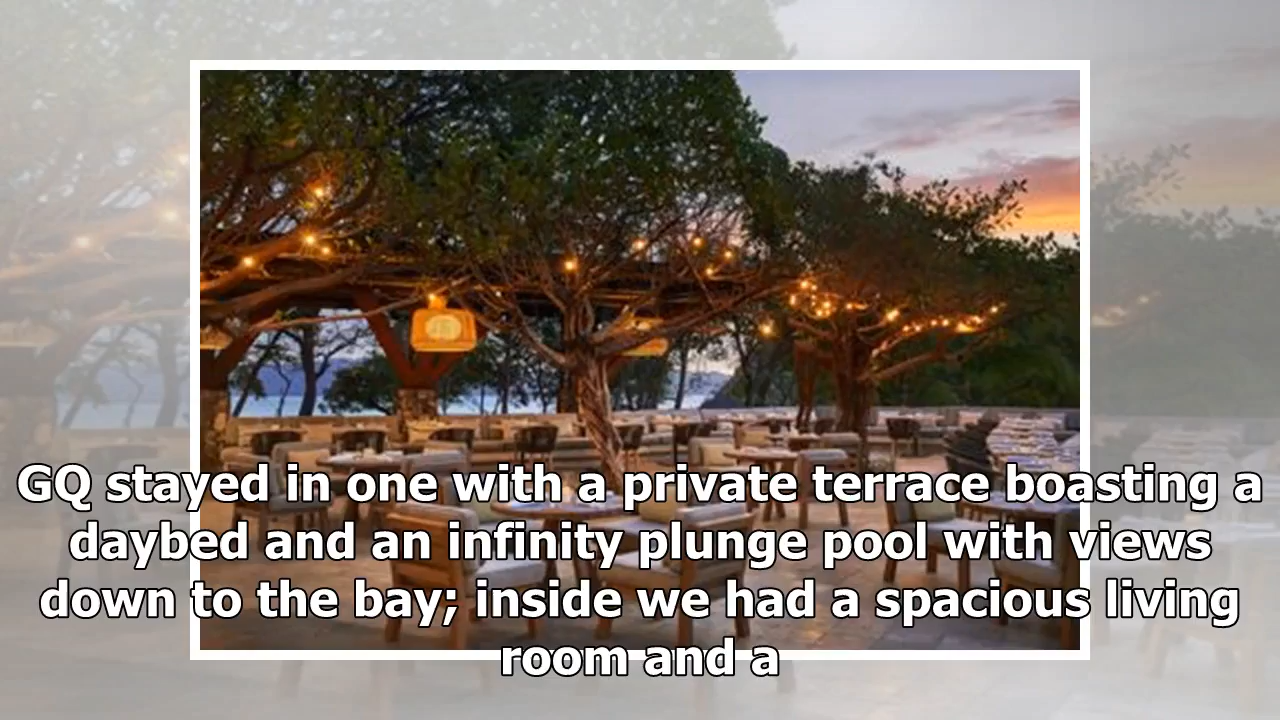 GQ stayed in one with a private terrace boasting a
daybed and an infinity plunge pool with views
down to the bay; inside we had a spacious living
room and a